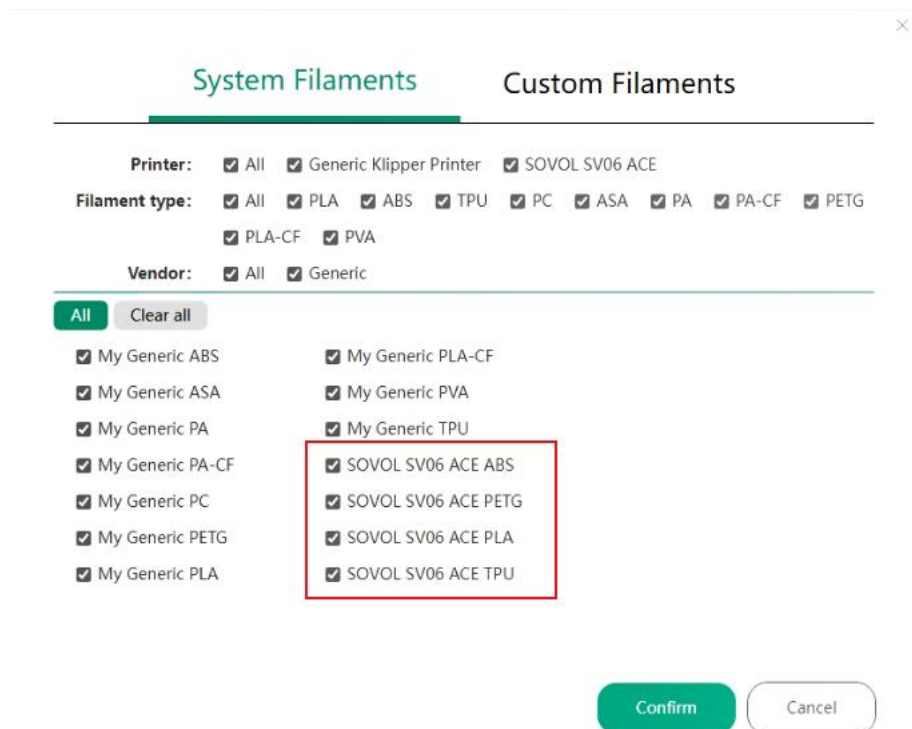 System Filaments Custom Filaments
Printer: All Generic Klipper Printer SOVOL SV06 ACE
Filament type: All PLA ABS TPU PC ASA PA PA-CF PETG
PLA-CF PVA
Vendor: All Generic
All Clear all
My Generic ABS My Generic PLA-CF
My Generic ASA My Generic PVA
My Generic PA My Generic TPU
My Generic PA-CF SOVOL SV06 ACE ABS
My Generic PC SOVOL SV06 ACE PETG
My Generic PETG SOVOL SV06 ACE PLA
My Generic PLA SOVOL SV06 ACE TPU
Confirm Cancel